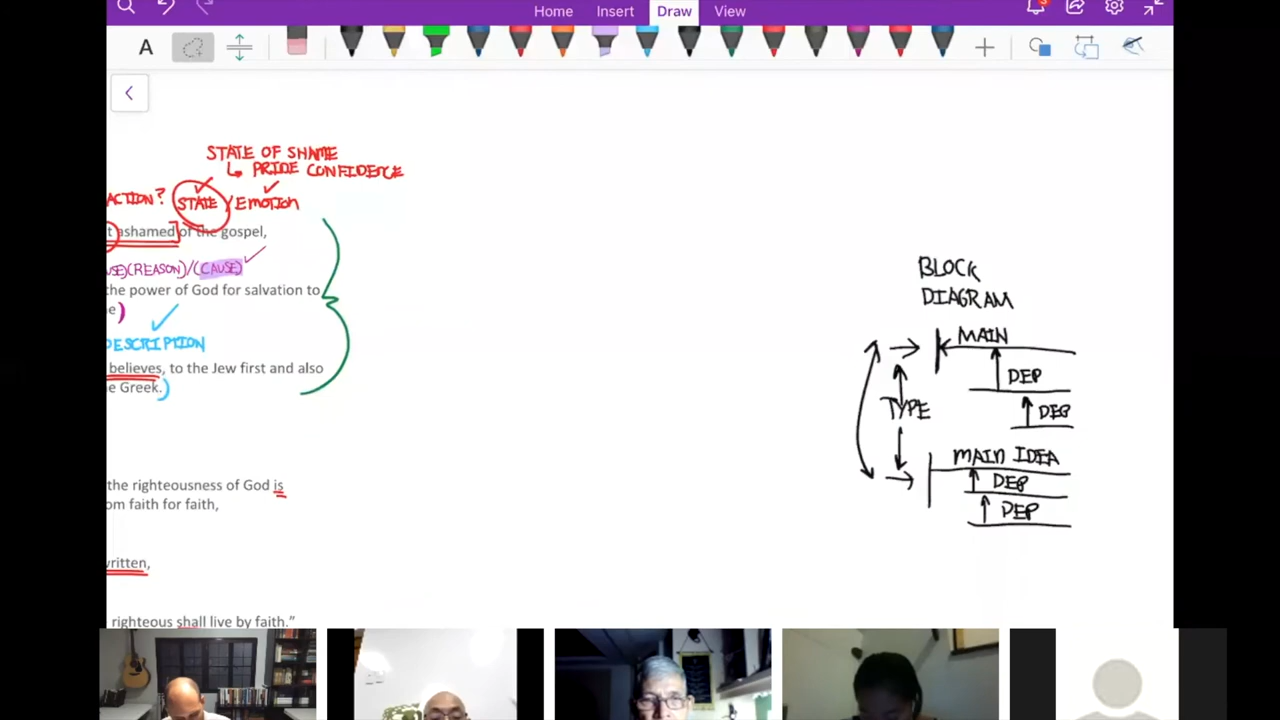 Home Insert Draw View
A
STATE OF SHAME
↳ PRIDE CONFIDENCE
ACTION? STATE / EMOTION
t ashamed of the gospel,
USE)(REASON)/(CAUSE)
the power of God for salvation to
e)
DESCRIPTION
believes, to the Jew first and also
e Greek.)
the righteousness of God is
om faith for faith,
written,
righteous shall live by faith.”
BLOCK
DIAGRAM
MAIN
DEP
TYPE
DEP
MAIN IDEA
DEP
DEP